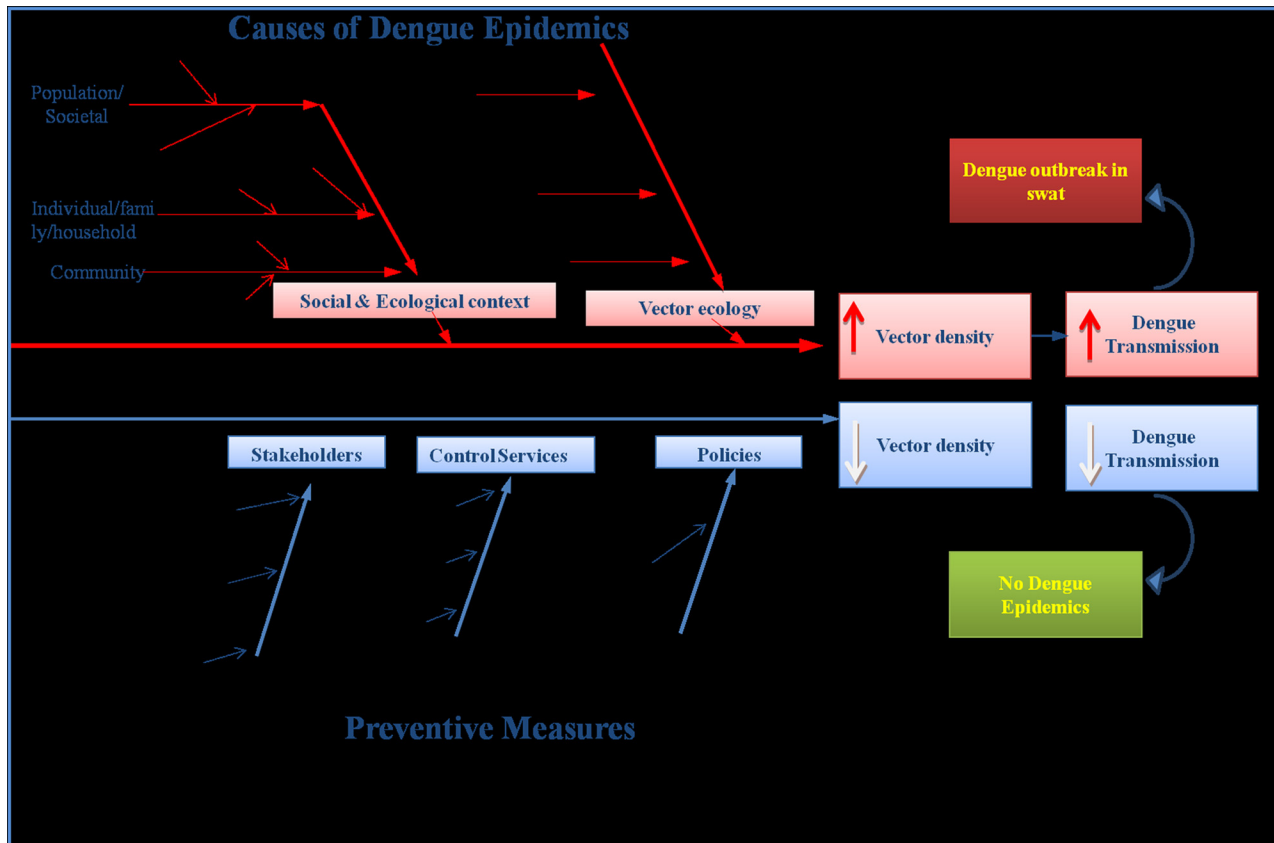 Causes of Dengue Epidemics
Population/
Societal
Individual/fami
ly/household
Community
Social & Ecological context
Vector ecology
Dengue outbreak in
swat
Vector density
Dengue
Transmission
Vector density
Dengue
Transmission
Stakeholders
Control Services
Policies
No Dengue
Epidemics
Preventive Measures